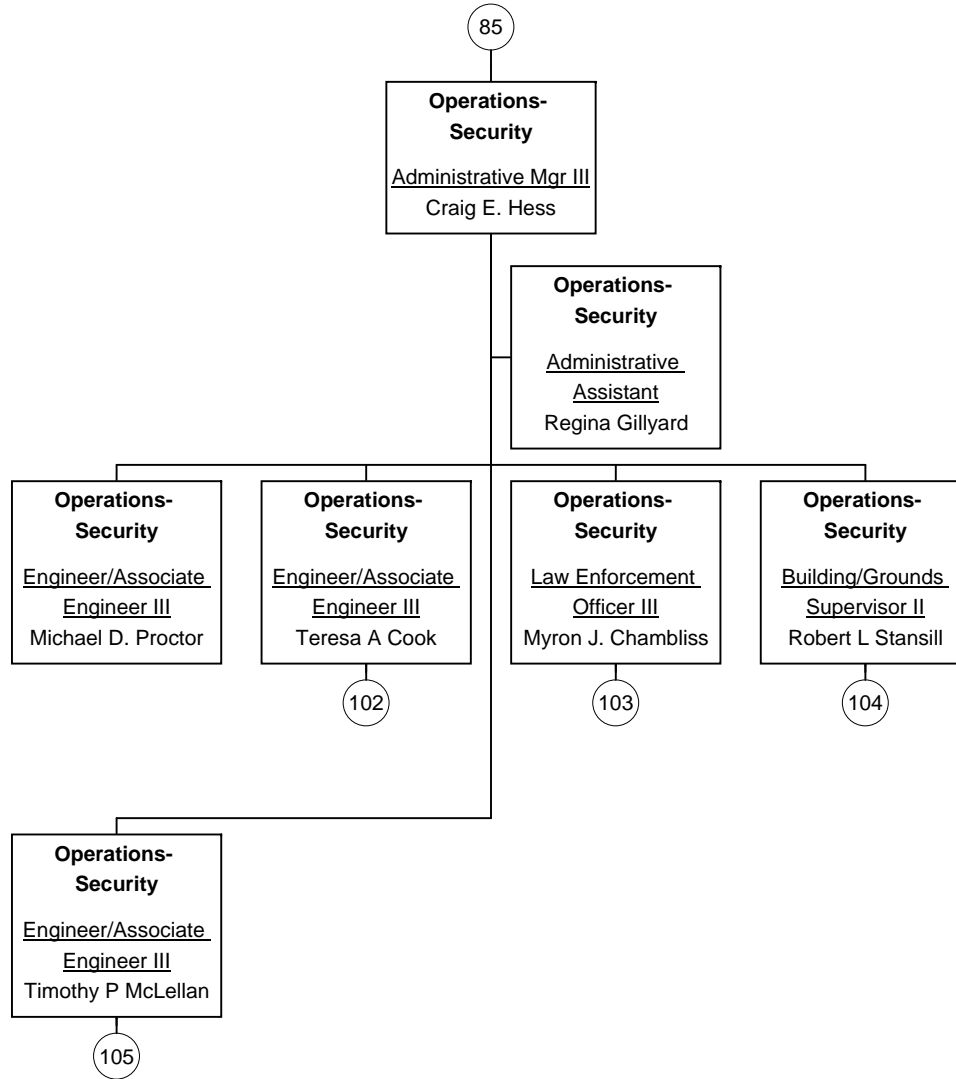 85
Operations-
Security
Administrative Mgr III
Craig E. Hess
Operations-
Security
Administrative
Assistant
Regina Gillyard
Operations-
Security
Engineer/Associate
Engineer III
Michael D. Proctor
Operations-
Security
Engineer/Associate
Engineer III
Teresa A Cook
102
Operations-
Security
Law Enforcement
Officer III
Myron J. Chambliss
103
Operations-
Security
Building/Grounds
Supervisor II
Robert L Stansill
104
Operations-
Security
Engineer/Associate
Engineer III
Timothy P McLellan
105